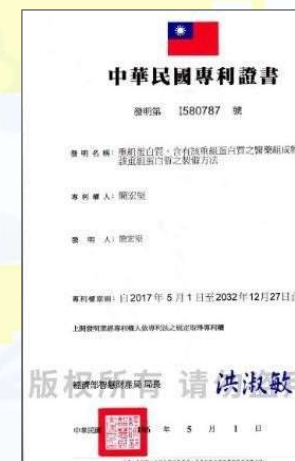 中華民國專利證書
發明第 I580787 號
發明名稱：重組蛋白質、含有該重組蛋白質之醫藥組成物
該重組蛋白質之製備方法
專利權人：
發明人：
專利權期間：自2017年5月1日至2032年12月27日止
上開發明業經專利權人依專利法之規定取得專利權
版权所有 请
經濟部智慧財產局 局長 洪淑敏
中華民國 年 5 月 1 日